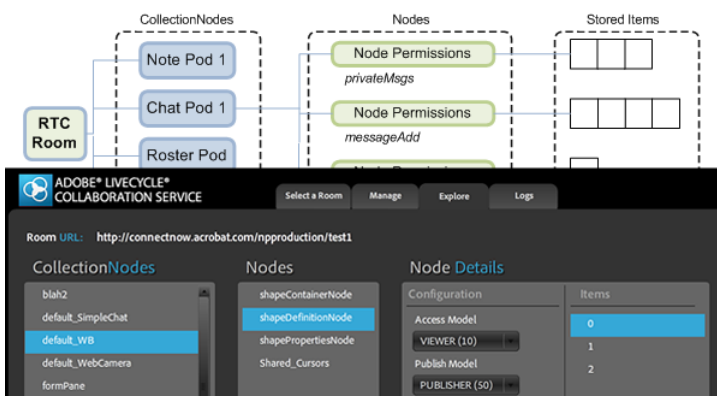 CollectionNodes
Nodes
Stored Items
Note Pod 1
Node Permissions
privateMsgs
RTC
Room
Chat Pod 1
Node Permissions
messageAdd
Roster Pod
Node Permissions
ADOBE® LIVECYCLE®
COLLABORATION SERVICE
Select a Room
Manage
Explore
Logs
Room URL: http://connectnow.acrobat.com/npproduction/test1
CollectionNodes
Nodes
Node Details
blah2
default_SimpleChat
default_WB
default_WebCamera
formPane
shapeContainerNode
shapeDefinitionNode
shapePropertiesNode
Shared_Cursors
Configuration
Access Model
VIEWER (10)
Publish Model
PUBLISHER (50)
Items
0
1
2